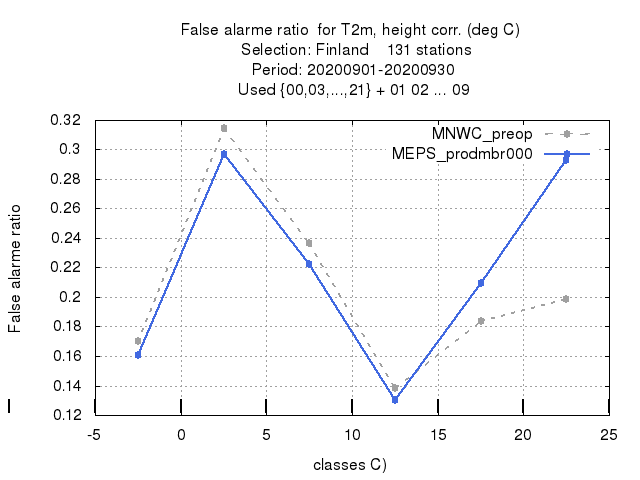 False alarme ratio  for T2m, height corr. (deg C)
Selection: Finland    131 stations
Period: 20200901-20200930
Used {00,03,...,21} + 01 02 ... 09
MNWC_preop
MEPS_prodmbr000
0.32
0.3
0.28
0.26
0.24
0.22
0.2
0.18
0.16
0.14
0.12
False alarme ratio
-5
0
5
10
15
20
25
classes C)